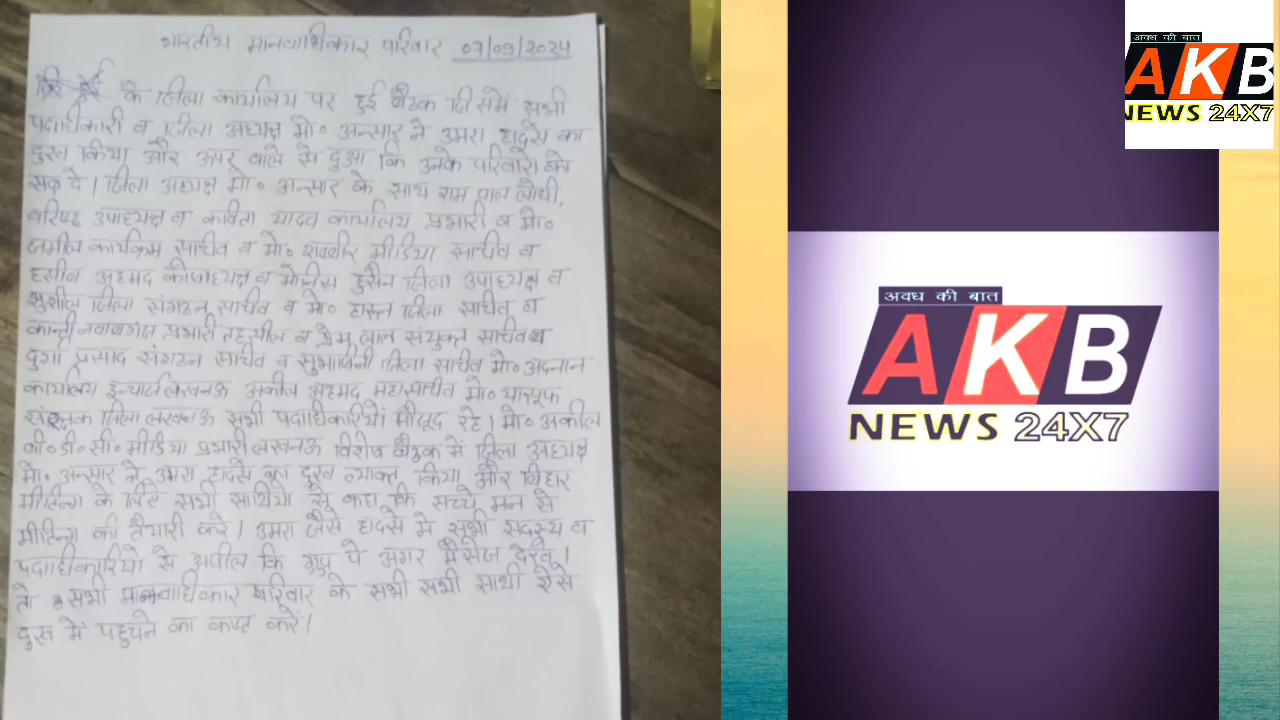 भारतीय मानवाधिकार परिवार 07/09/2024
के जिला कार्यालय पर हुई बैठक जिसमे सभी
पदाधिकारी व जिला अध्यक्ष मो० अन्सार ने उमरा हादसे का
दुख किया और ऊपर वाले से दुआ कि उनके परिवारो को
सब्र दे। जिला अध्यक्ष मो० अन्सार के साथ राम पाल लोधी,
वरिष्ठ उपाध्यक्ष व कविता यादव कार्यालय प्रभारी व मो०
जमील कार्यक्रम सचिव व मो० शब्बीर मीडिया सचिव व
हसीब अहमद कोषाध्यक्ष व मोनिस हुसैन जिला उपाध्यक्ष व
सुशील जिला संगठन सचिव व मो० हसन जिला सचिव व
कान्ती नवाबगंज प्रभारी तहसील व प्रेम लाल संयुक्त सचिव व
दुर्गा प्रसाद संगठन सचिव व सुभाषिनी जिला सचिव मो० अदनान
कार्यालय इन्चार्ज लखनऊ अकील अहमद महासचिव मो०
संरक्षक जिला लखनऊ सभी पदाधिकारियों मौजूद रहे। मो० अकील
बी० डी० सी० मीडिया प्रभारी लखनऊ विशेष बैठक में जिला अध्यक्ष
मो० अन्सार ने उमरा हादसे का दुख व्यक्त किया और बिहार
मीटिंग के लिए सभी साथियो से कहा कि सच्चे मन से
मीटिंग की तैयारी करे। उमरा जैसे हादसे मे सभी सदस्य व
पदाधिकारियो से अपील कि ग्रुप पे अगर मैसेज देखे।
तो सभी मानवाधिकार परिवार के सभी सभी साथी ऐसे
दुख में पहुचने का कष्ट करें।
अवध की बात
AKB
NEWS 24X7
अवध की बात
AKB
NEWS 24X7